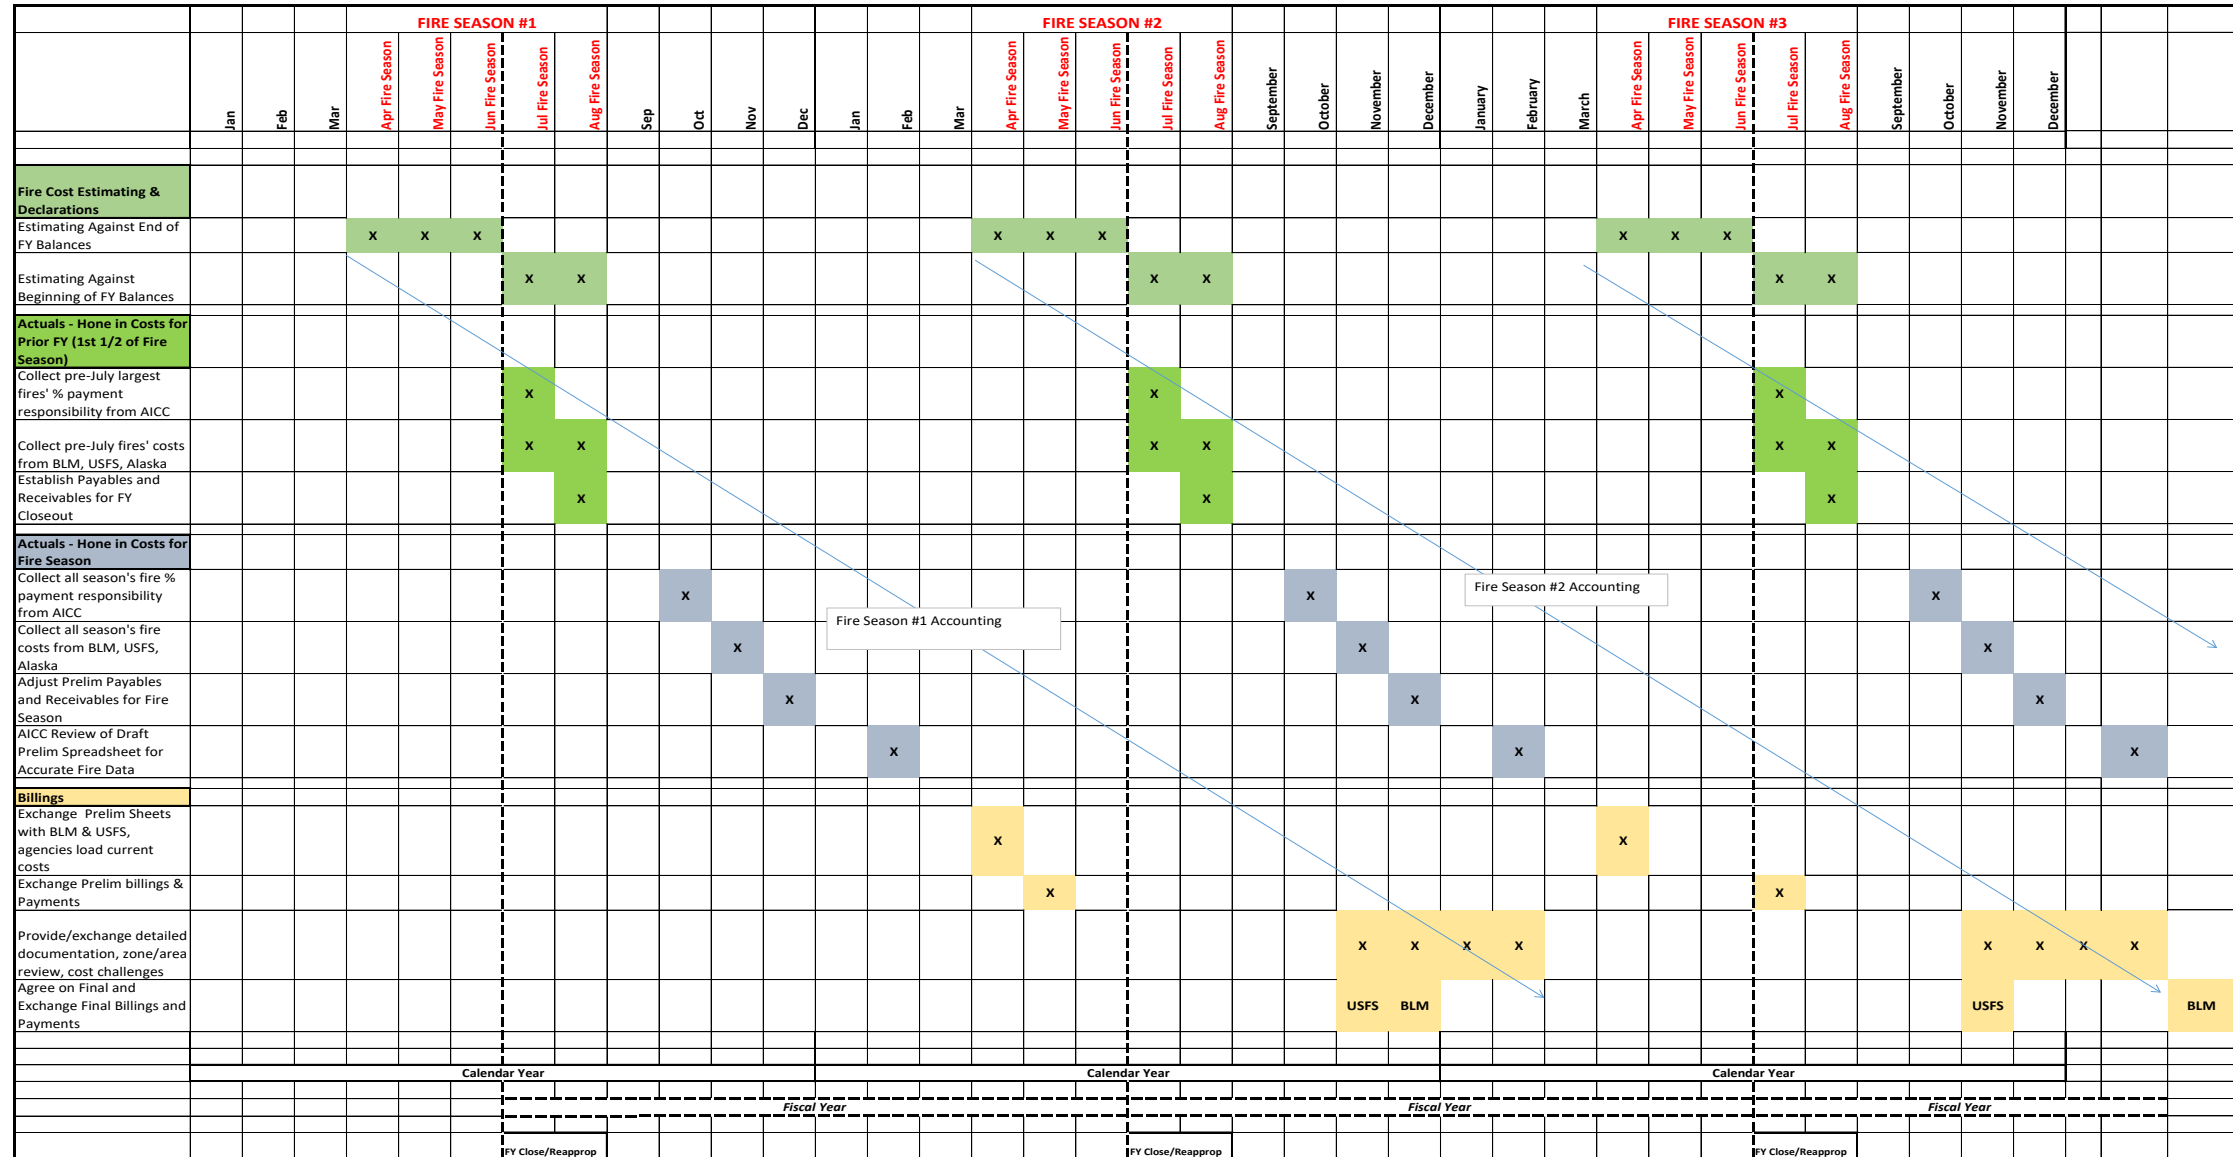 FIRE SEASON #1 FIRE SEASON #2 FIRE SEASON #3
Jan Feb Mar Apr Fire Season May Fire Season Jun Fire Season Jul Fire Season Aug Fire Season Sep Oct Nov Dec Jan Feb Mar Apr Fire Season May Fire Season Jun Fire Season Jul Fire Season Aug Fire Season September October November December January February March Apr Fire Season May Fire Season Jun Fire Season Jul Fire Season Aug Fire Season September October November December
Fire Cost Estimating &
Declarations
Estimating Against End of
FY Balances
X X X X X X X X X
Estimating Against
Beginning of FY Balances
X X X X X X
Actuals - Hone in Costs for
Prior FY (1st 1/2 of Fire
Season)
Collect pre-July largest
fires' % payment
responsibility from AICC
X X X
Collect pre-July fires' costs
from BLM, USFS, Alaska
X X X X X X
Establish Payables and
Receivables for FY
Closeout
X X X
Actuals - Hone in Costs for
Fire Season
Collect all season's fire %
payment responsibility
from AICC
X X X
Fire Season #1 Accounting
Fire Season #2 Accounting
Collect all season's fire
costs from BLM, USFS,
Alaska
X X X
Adjust Prelim Payables
and Receivables for Fire
Season
X X X
AICC Review of Draft
Prelim Spreadsheet for
Accurate Fire Data
X X X
Billings
Exchange Prelim Sheets
with BLM & USFS,
agencies load current
costs
X X
Exchange Prelim billings &
Payments
X X
Provide/exchange detailed
documentation, zone/area
review, cost challenges
X X X X X X X X
Agree on Final and
Exchange Final Billings and
Payments
USFS BLM USFS BLM
Calendar Year Calendar Year Calendar Year
Fiscal Year Fiscal Year Fiscal Year
FY Close/Reapprop FY Close/Reapprop FY Close/Reapprop